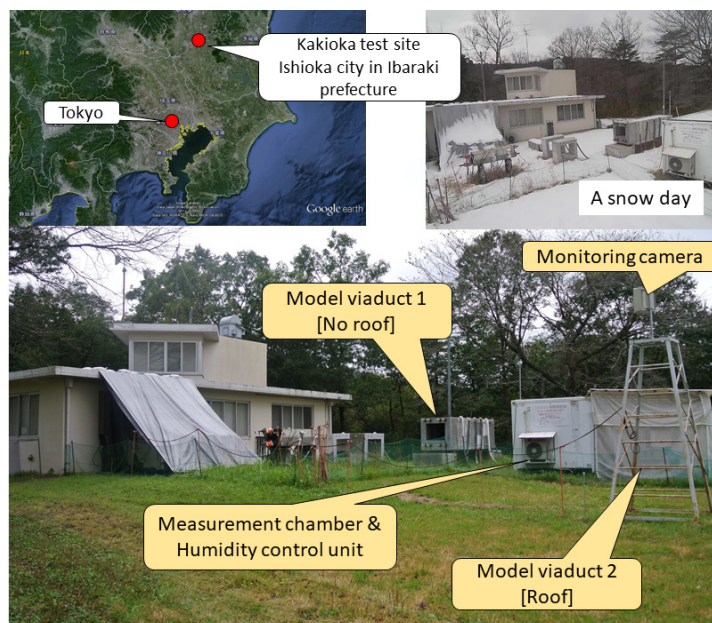 Kakioka test site
Ishioka city in Ibaraki
prefecture
Tokyo
Google earth
A snow day
Monitoring camera
Model viaduct 1
[No roof]
Measurement chamber &
Humidity control unit
Model viaduct 2
[Roof]